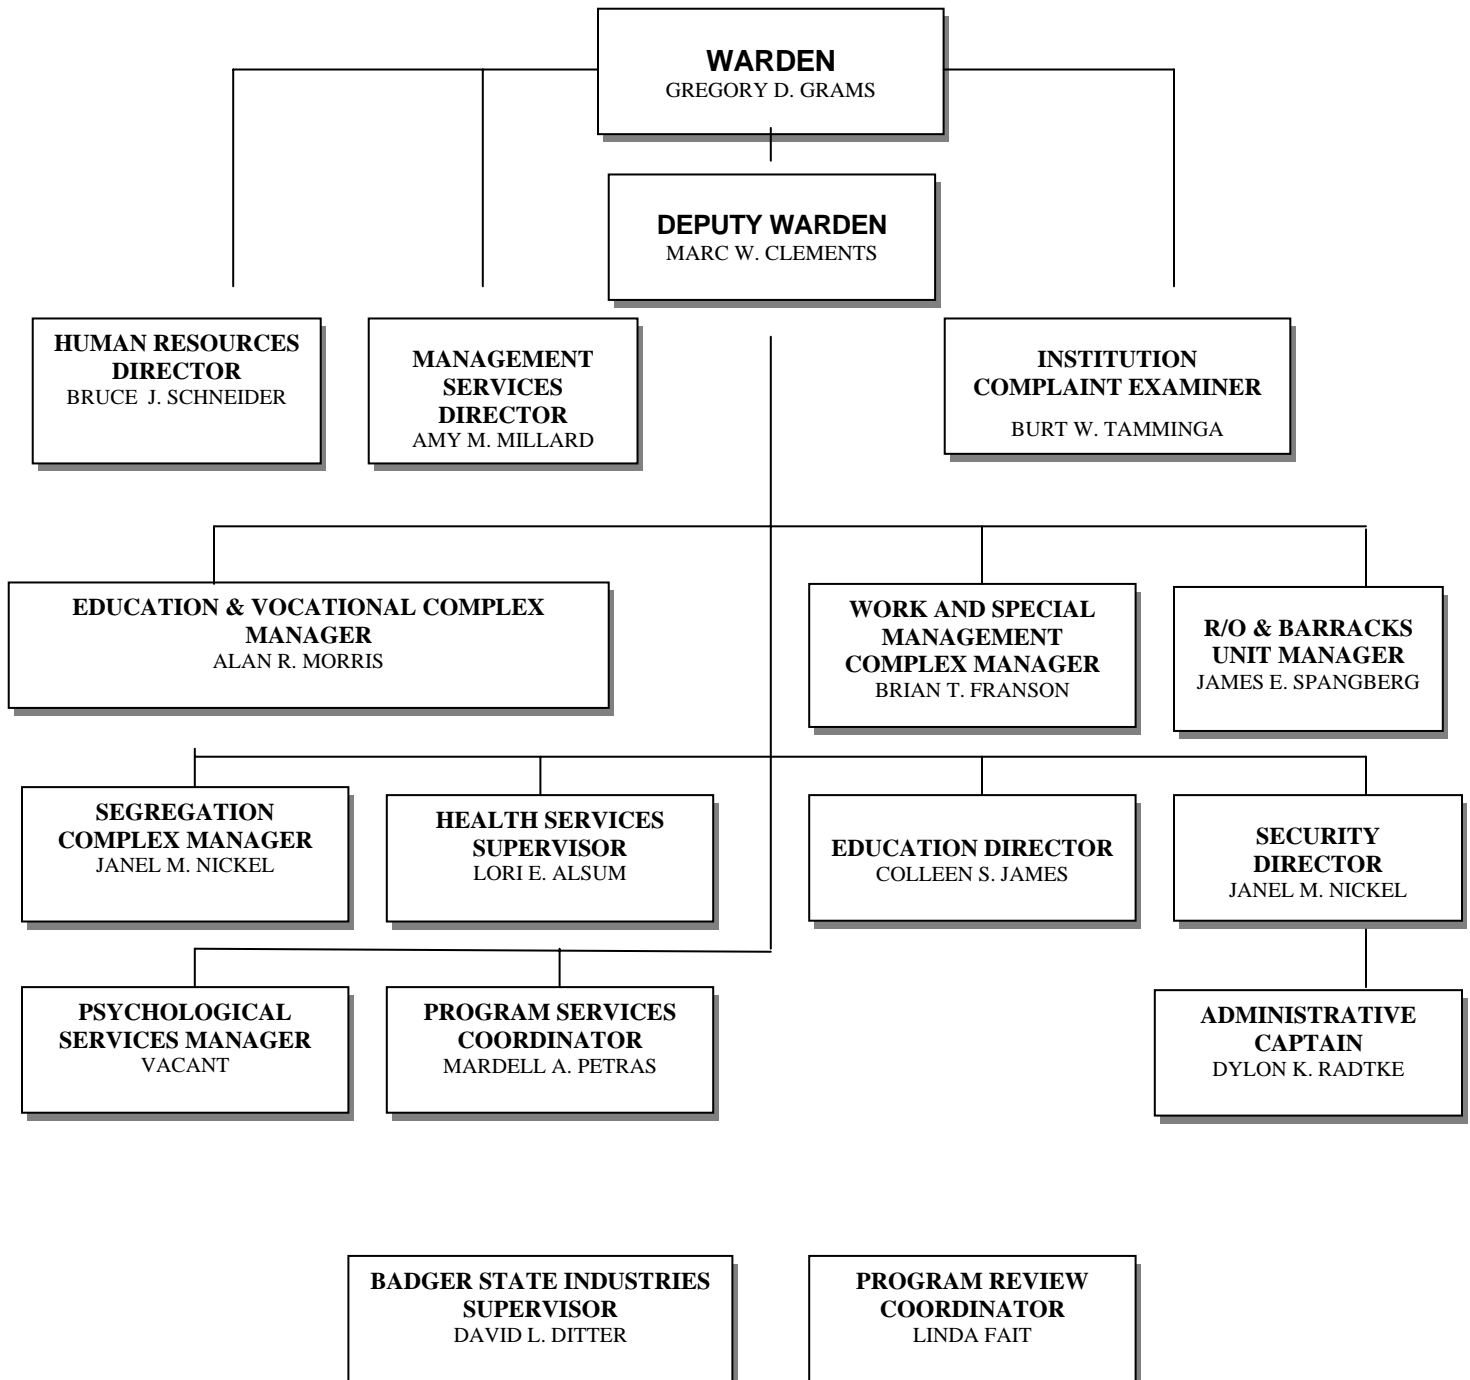 WARDEN
GREGORY D. GRAMS
DEPUTY WARDEN
MARC W. CLEMENTS
HUMAN RESOURCES
DIRECTOR
BRUCE J. SCHNEIDER
MANAGEMENT
SERVICES
DIRECTOR
AMY M. MILLARD
INSTITUTION
COMPLAINT EXAMINER
BURT W. TAMMINGA
EDUCATION & VOCATIONAL COMPLEX
MANAGER
ALAN R. MORRIS
WORK AND SPECIAL
MANAGEMENT
COMPLEX MANAGER
BRIAN T. FRANSON
R/O & BARRACKS
UNIT MANAGER
JAMES E. SPANGBERG
SEGREGATION
COMPLEX MANAGER
JANEL M. NICKEL
HEALTH SERVICES
SUPERVISOR
LORI E. ALSUM
EDUCATION DIRECTOR
COLLEEN S. JAMES
SECURITY
DIRECTOR
JANEL M. NICKEL
PSYCHOLOGICAL
SERVICES MANAGER
VACANT
PROGRAM SERVICES
COORDINATOR
MARDELL A. PETRAS
ADMINISTRATIVE
CAPTAIN
DYLON K. RADTKE
BADGER STATE INDUSTRIES
SUPERVISOR
DAVID L. DITTER
PROGRAM REVIEW
COORDINATOR
LINDA FAIT